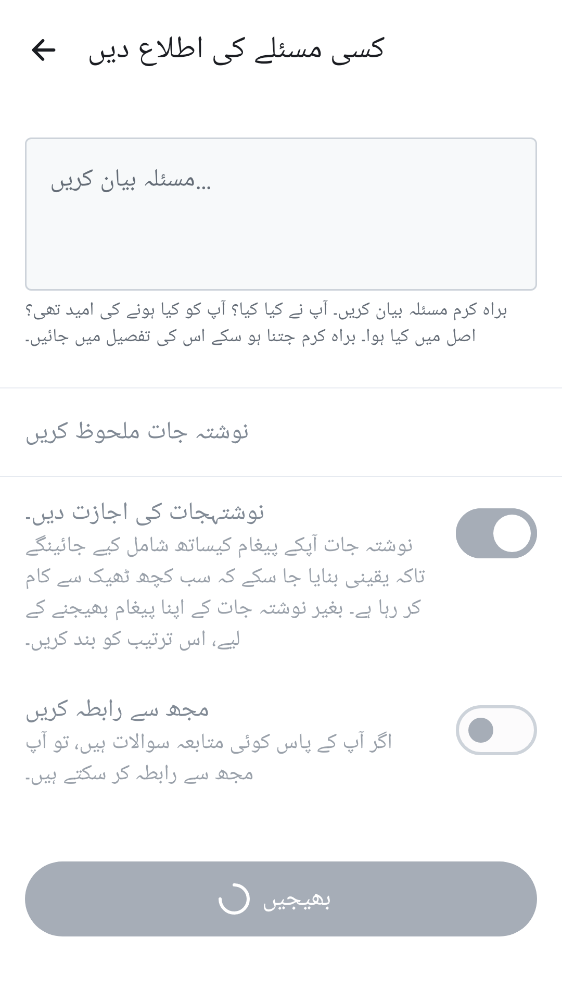 کسی مسئلے کی اطلاع دیں
مسئلہ بیان کریں...
براہ کرم مسئلہ بیان کریں۔ آپ نے کیا کیا؟ آپ کو کیا ہونے کی امید تھی؟
اصل میں کیا ہوا۔ براہ کرم جتنا ہو سکے اس کی تفصیل میں جائیں۔
نوشتہ جات ملحوظ کریں
نوشتہجات کی اجازت دیں۔
نوشتہ جات آپکے پیغام کیساتھ شامل کیے جائینگے
تاکہ یقینی بنایا جا سکے کہ سب کچھ ٹھیک سے کام
کر رہا ہے۔ بغیر نوشتہ جات کے اپنا پیغام بھیجنے کے
لیے، اس ترتیب کو بند کریں۔
مجھ سے رابطہ کریں
اگر آپ کے پاس کوئی متابعہ سوالات ہیں، تو آپ
مجھ سے رابطہ کر سکتے ہیں۔
بھیجیں